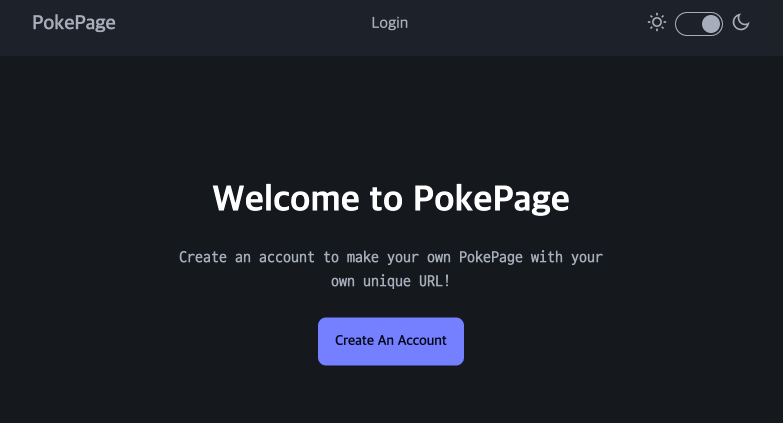 PokePage
Login
Welcome to PokePage
Create an account to make your own PokePage with your
own unique URL!
Create An Account